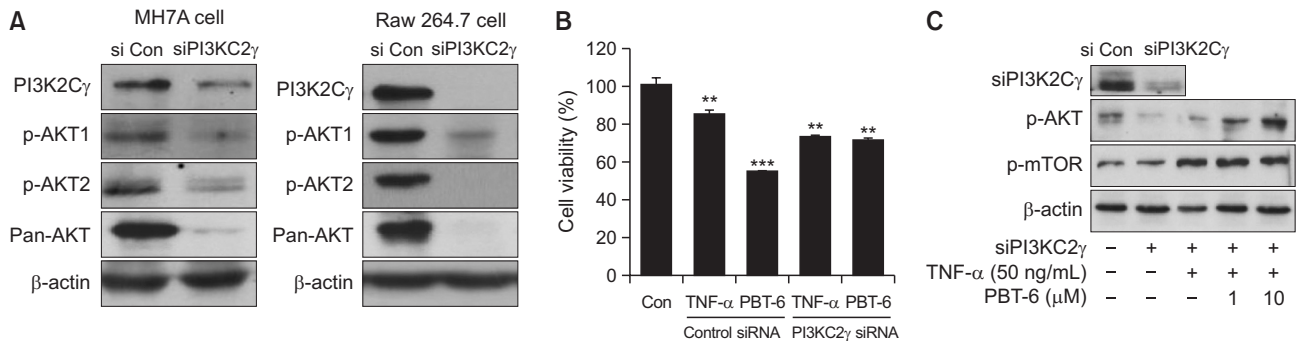 A
MH7A cell
si Con siPI3KC2γ
PI3K2Cγ
p-AKT1
p-AKT2
Pan-AKT
β-actin
Raw 264.7 cell
si Con siPI3KC2γ
PI3K2Cγ
p-AKT1
p-AKT2
Pan-AKT
β-actin
B
Cell viability (%)
120
100
80
60
40
20
0
**
***
**
**
Con TNF-α PBT-6 TNF-α PBT-6
Control siRNA PI3KC2γ siRNA
C
si Con siPI3K2Cγ
siPI3K2Cγ
p-AKT
p-mTOR
β-actin
siPI3KC2γ − + + + +
TNF-α (50 ng/mL) − − + + +
PBT-6 (μM) − − − 1 10